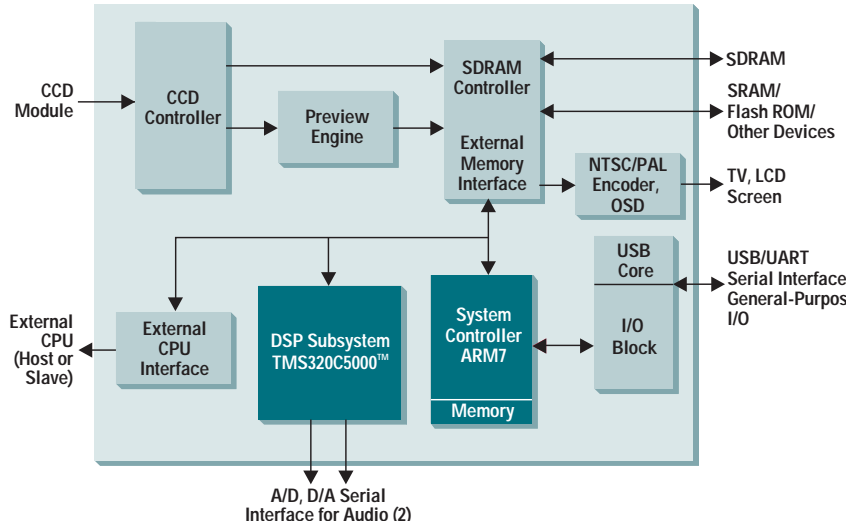 CCD
Module
CCD
Controller
Preview
Engine
SDRAM
Controller
External
Memory
Interface
NTSC/PAL
Encoder,
OSD
SDRAM
SRAM/
Flash ROM/
Other Devices
TV, LCD
Screen
External
CPU
(Host or
Slave)
External
CPU
Interface
DSP Subsystem
TMS320C5000™
System
Controller
ARM7
Memory
USB
Core
I/O
Block
USB/UART
Serial Interface
General-Purpos
I/O
A/D, D/A Serial
Interface for Audio (2)